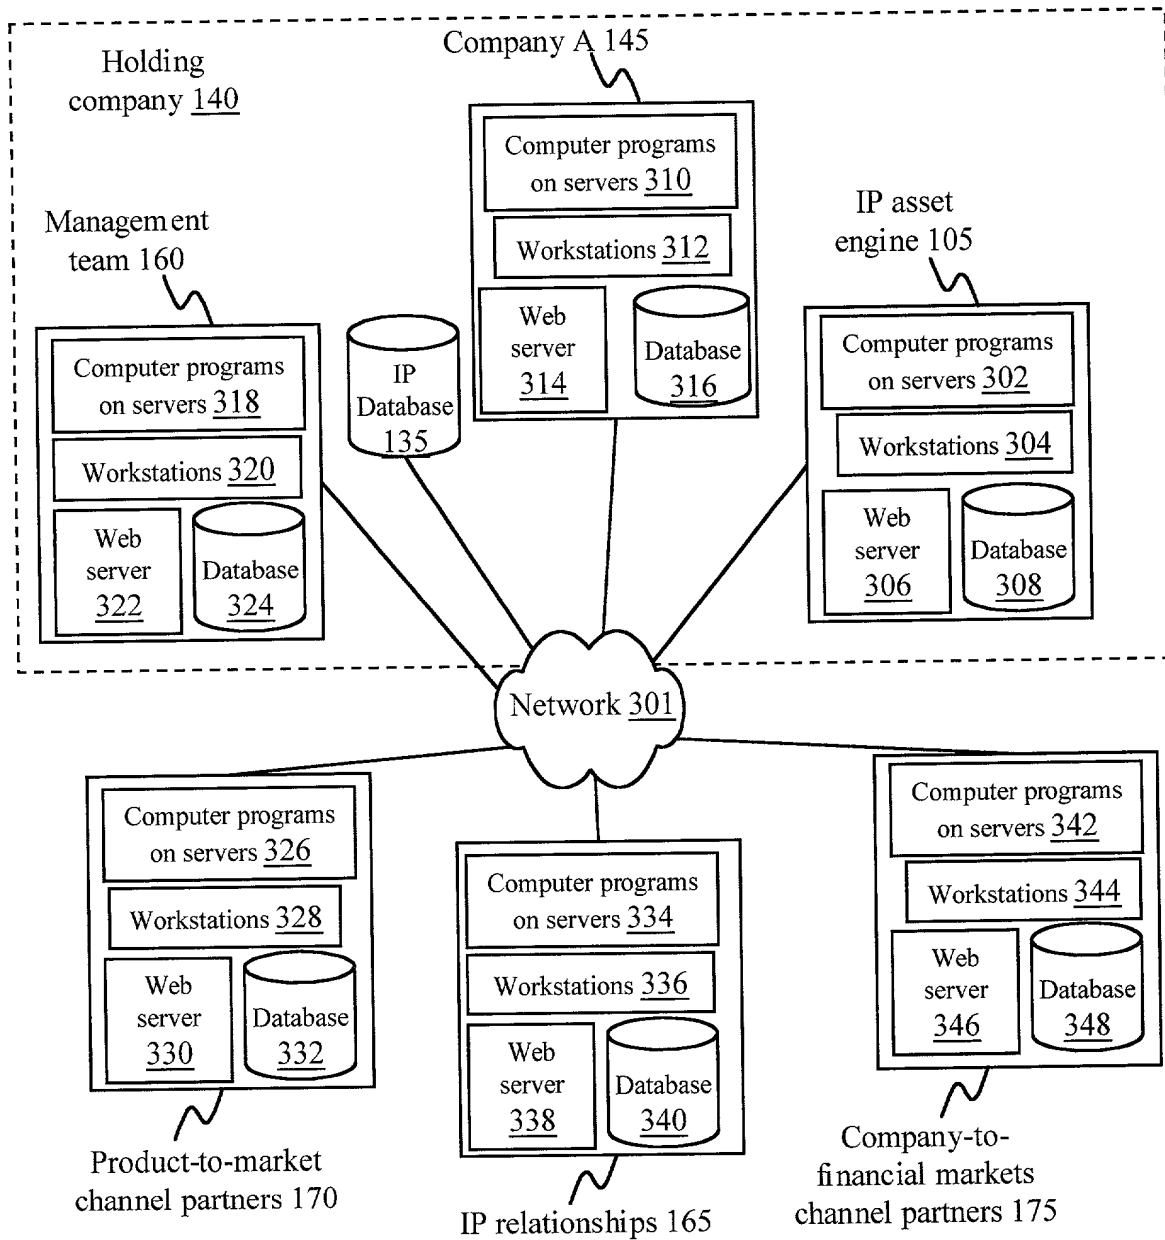 Holding
company 140
Company A 145
Computer programs
on servers 310
Workstations 312
Web
server
314
Database
316
IP asset
engine 105
Computer programs
on servers 302
Workstations 304
Web
server
306
Database
308
Management
team 160
Computer programs
on servers 318
Workstations 320
Web
server
322
Database
324
IP
Database
135
Network 301
Computer programs
on servers 326
Workstations 328
Web
server
330
Database
332
Product-to-market
channel partners 170
Computer programs
on servers 334
Workstations 336
Web
server
338
Database
340
IP relationships 165
Computer programs
on servers 342
Workstations 344
Web
server
346
Database
348
Company-to-
financial markets
channel partners 175